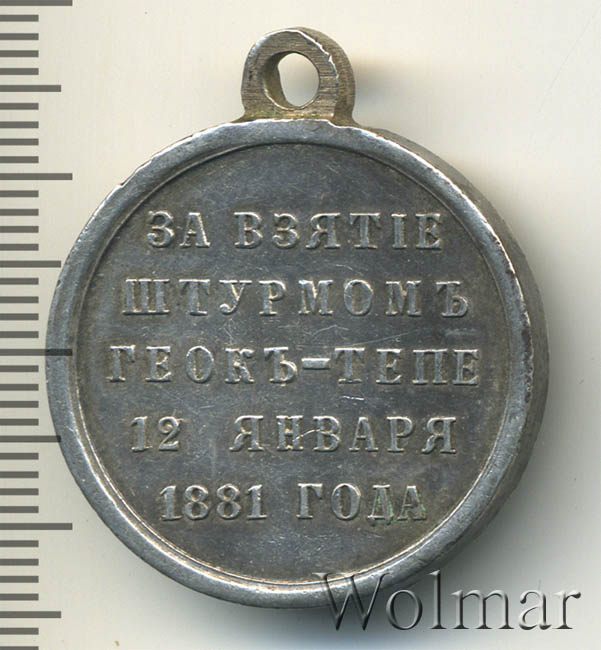 ЗА ВЗЯТІЕ
ШТУРМОМЪ
ГЕОКЪ-ТЕПЕ
12 ЯНВАРЯ
1881 ГОДА
Wolmar